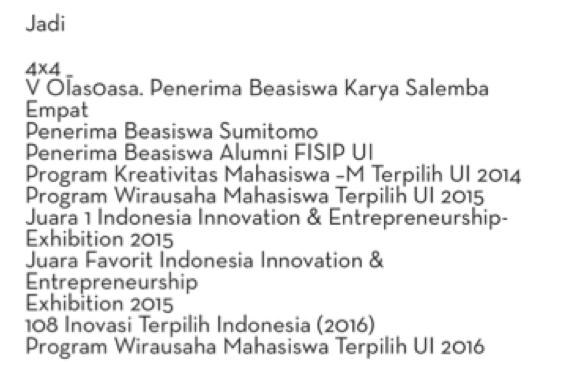 Jadi
4x4 _
V Olas0asa. Penerima Beasiswa Karya Salemba
Empat
Penerima Beasiswa Sumitomo
Penerima Beasiswa Alumni FISIP UI
Program Kreativitas Mahasiswa -M Terpilih UI 2014
Program Wirausaha Mahasiswa Terpilih UI 2015
Juara 1 Indonesia Innovation & Entrepreneurship-
Exhibition 2015
Juara Favorit Indonesia Innovation &
Entrepreneurship
Exhibition 2015
108 Inovasi Terpilih Indonesia (2016)
Program Wirausaha Mahasiswa Terpilih UI 2016